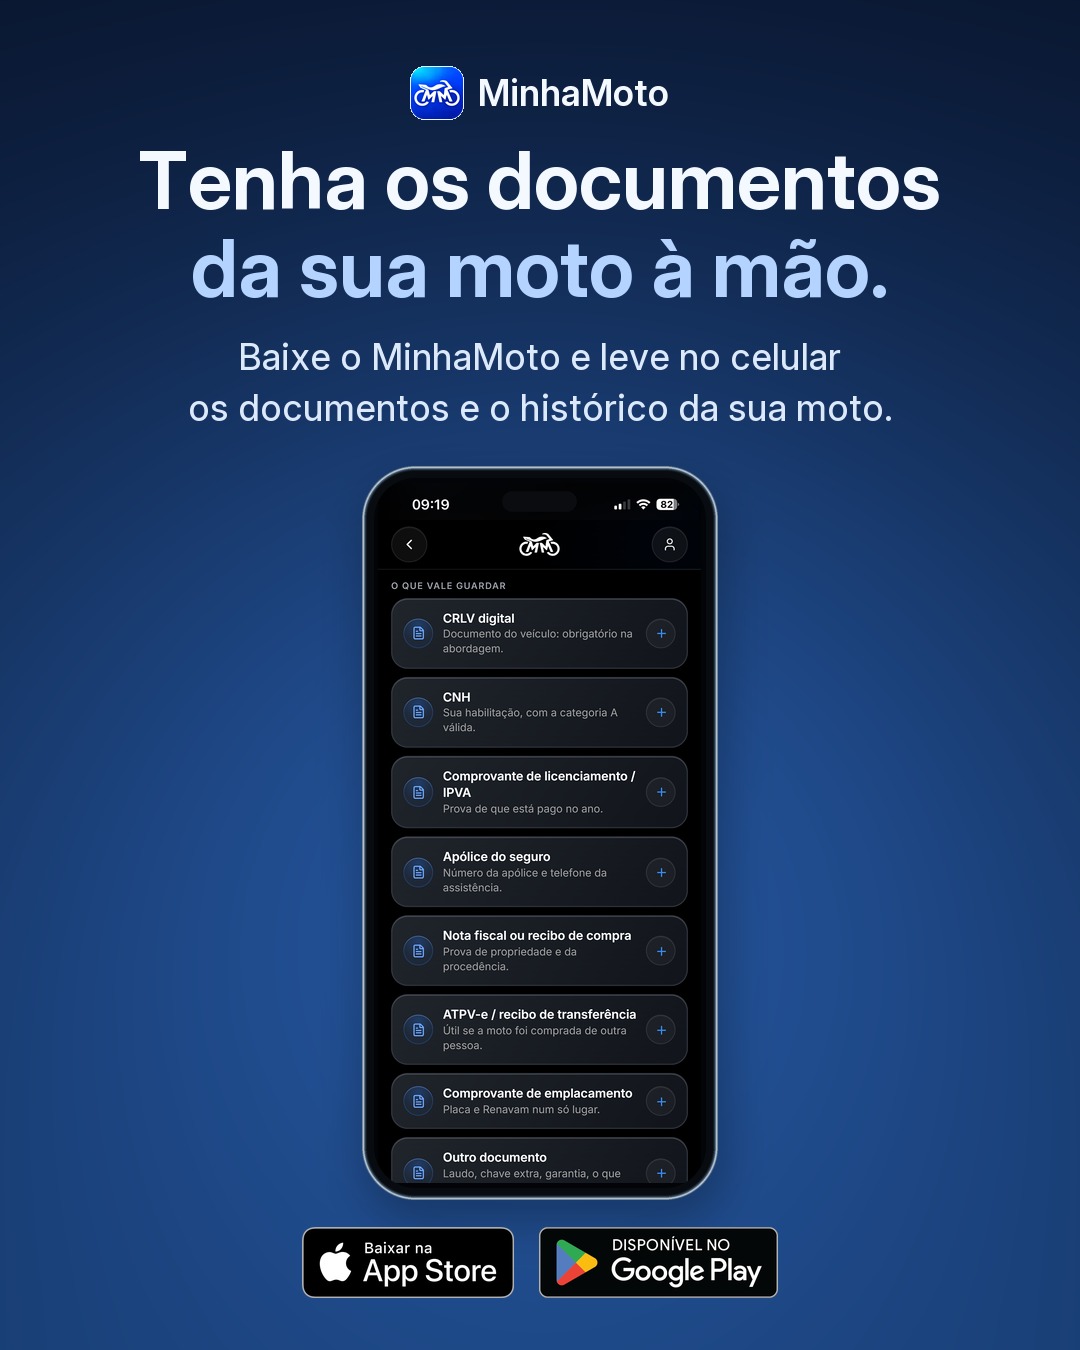 MinhaMoto
Tenha os documentos
da sua moto à mão.
Baixe o MinhaMoto e leve no celular
os documentos e o histórico da sua moto.
09:19
82
MM
O QUE VALE GUARDAR
CRLV digital
Documento do veículo: obrigatório na
abordagem.
CNH
Sua habilitação, com a categoria A
válida.
Comprovante de licenciamento /
IPVA
Prova de que está pago no ano.
Apólice do seguro
Número da apólice e telefone da
assistência.
Nota fiscal ou recibo de compra
Prova de propriedade e da
procedência.
ATPV-e / recibo de transferência
Útil se a moto foi comprada de outra
pessoa.
Comprovante de emplacamento
Placa e Renavam num só lugar.
Outro documento
Laudo, chave extra, garantia, o que
Baixar na
App Store
DISPONÍVEL NO
Google Play